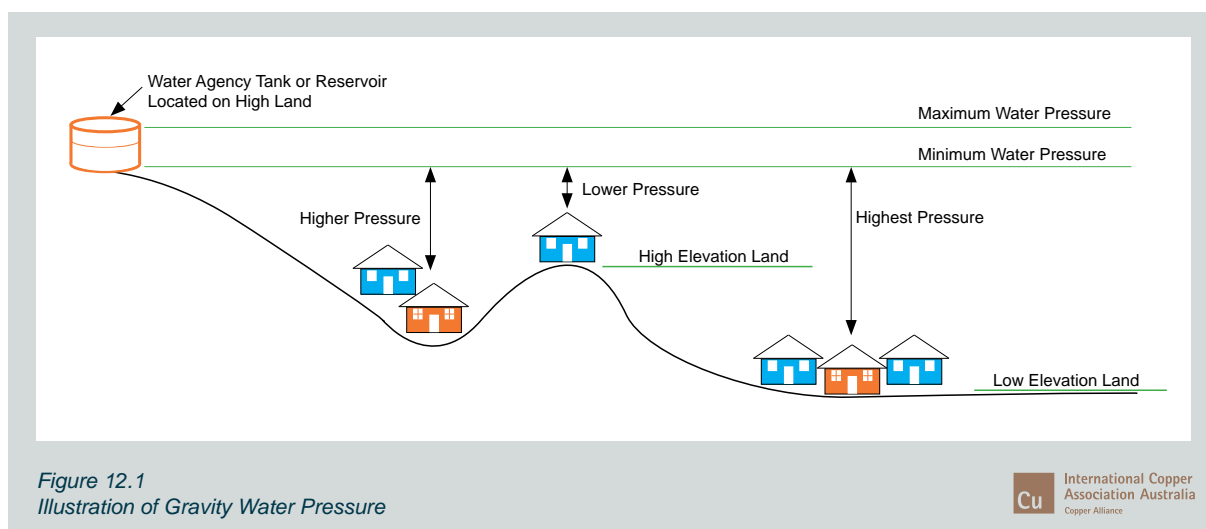 Water Agency Tank or Reservoir
Located on High Land
Maximum Water Pressure
Minimum Water Pressure
Lower Pressure
Higher Pressure
Highest Pressure
High Elevation Land
Low Elevation Land
Figure 12.1
Illustration of Gravity Water Pressure
Cu
International Copper
Association Australia
Copper Alliance